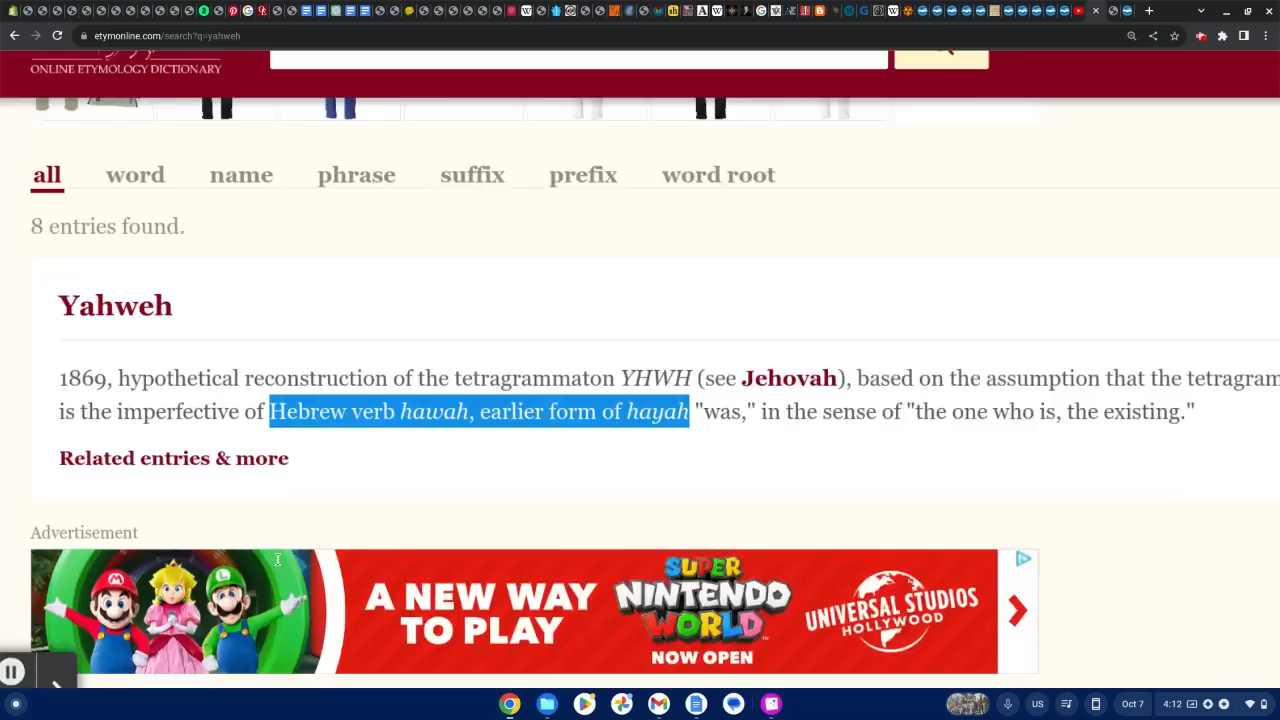 etymonline.com/search?q=yahweh
ONLINE ETYMOLOGY DICTIONARY
all word name phrase suffix prefix word root
8 entries found.
Yahweh
1869, hypothetical reconstruction of the tetragrammaton YHWH (see Jehovah), based on the assumption that the tetragram
is the imperfective of Hebrew verb hawah, earlier form of hayah "was," in the sense of "the one who is, the existing."
Related entries & more
Advertisement
A NEW WAY
TO PLAY
SUPER
NINTENDO
WORLD
NOW OPEN
UNIVERSAL STUDIOS
HOLLYWOOD
US Oct 7 4:12